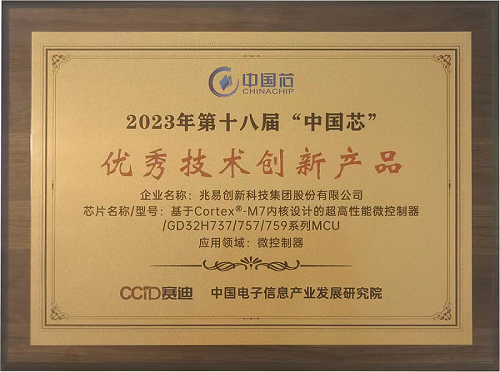 中国芯
CHINACHIP
2023年第十八届“中国芯”
优秀技术创新产品
企业名称：兆易创新科技集团股份有限公司
芯片名称/型号：基于Cortex®-M7内核设计的超高性能微控制器
/GD32H737/757/759系列MCU
应用领域：微控制器
CCID赛迪 中国电子信息产业发展研究院